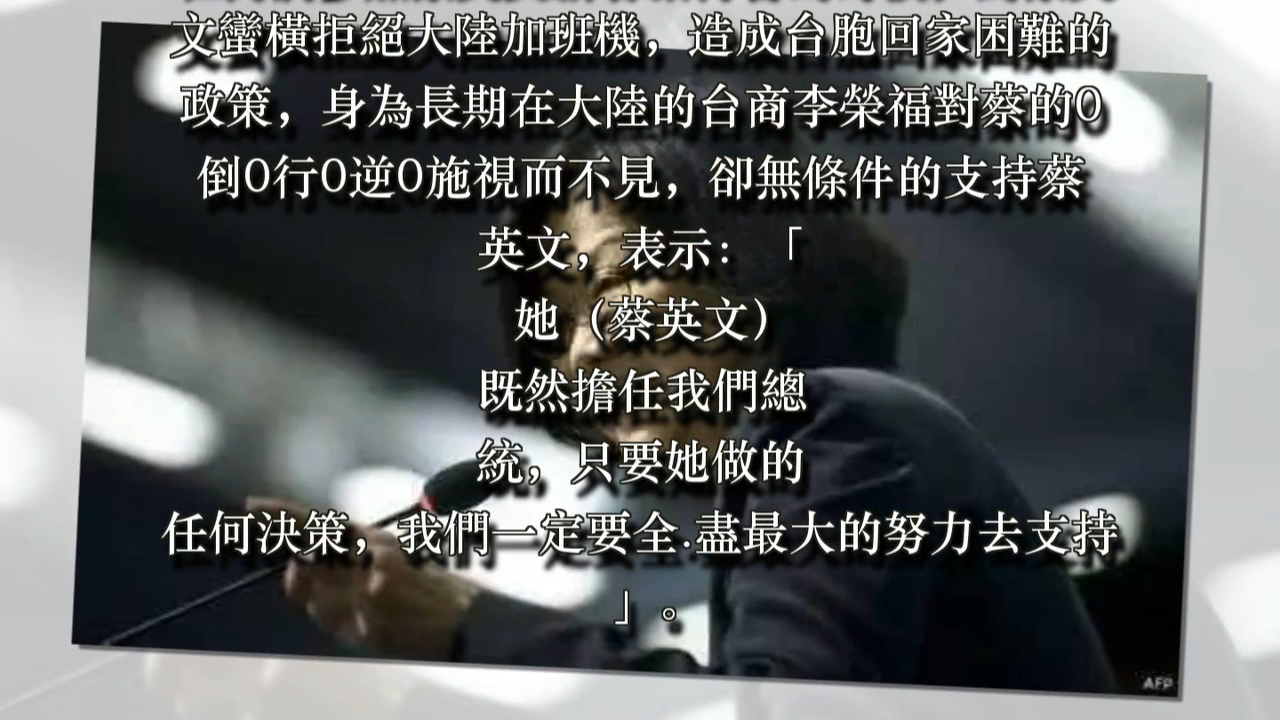 文蠻橫拒絕大陸加班機，造成台胞回家困難的
政策，身為長期在大陸的台商李榮福對蔡的0
倒0行0逆0施視而不見，卻無條件的支持蔡
英文，表示：「
她（蔡英文）
既然擔任我們總
統，只要她做的
任何決策，我們一定要全.盡最大的努力去支持
」。
AFP